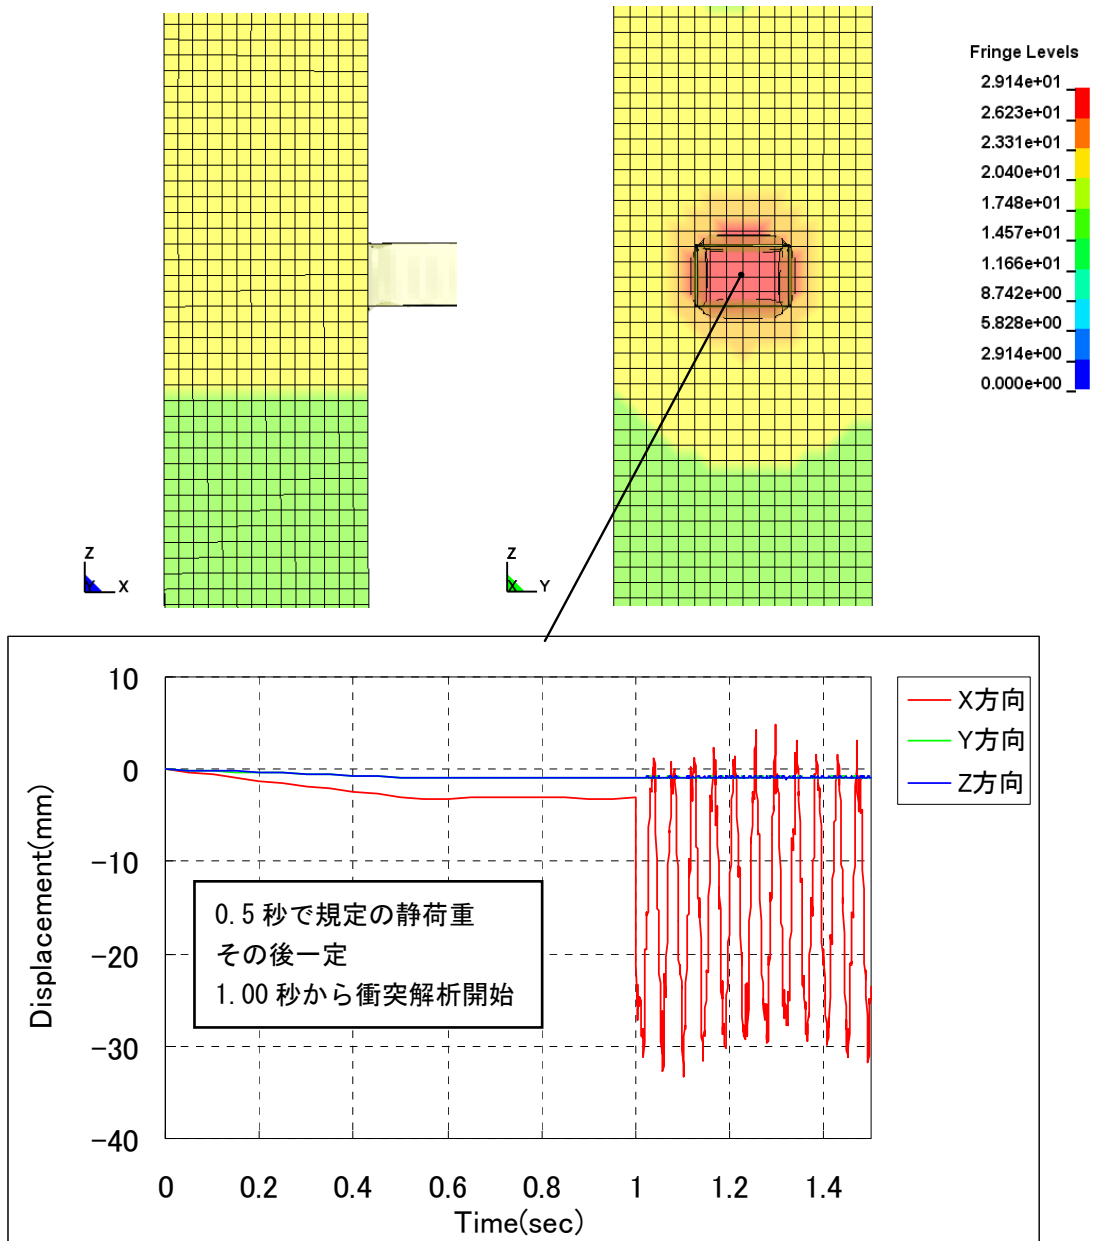 Fringe Levels
2.914e+01
2.623e+01
2.331e+01
2.040e+01
1.748e+01
1.457e+01
1.166e+01
8.742e+00
5.828e+00
2.914e+00
0.000e+00
Z
Y X
Z
X Y
10
0
-10
-20
-30
-40
Displacement(mm)
0 0.2 0.4 0.6 0.8 1 1.2 1.4
Time(sec)
0.5 秒で規定の静荷重
その後一定
1.00 秒から衝突解析開始
X方向
Y方向
Z方向